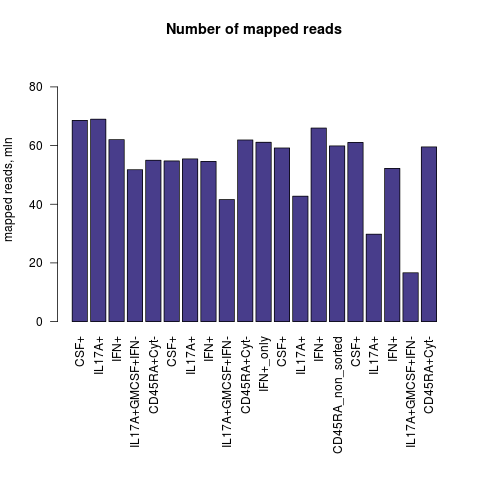 Number of mapped reads
mapped reads, mln
80
60
40
20
0
CSF+
IL17A+
IFN+
IL17A+GMCSF+IFN-
CD45RA+Cyt-
CSF+
IL17A+
IFN+
IL17A+GMCSF+IFN-
CD45RA+Cyt-
IFN+_only
CSF+
IL17A+
IFN+
CD45RA_non_sorted
CSF+
IL17A+
IFN+
IL17A+GMCSF+IFN-
CD45RA+Cyt-